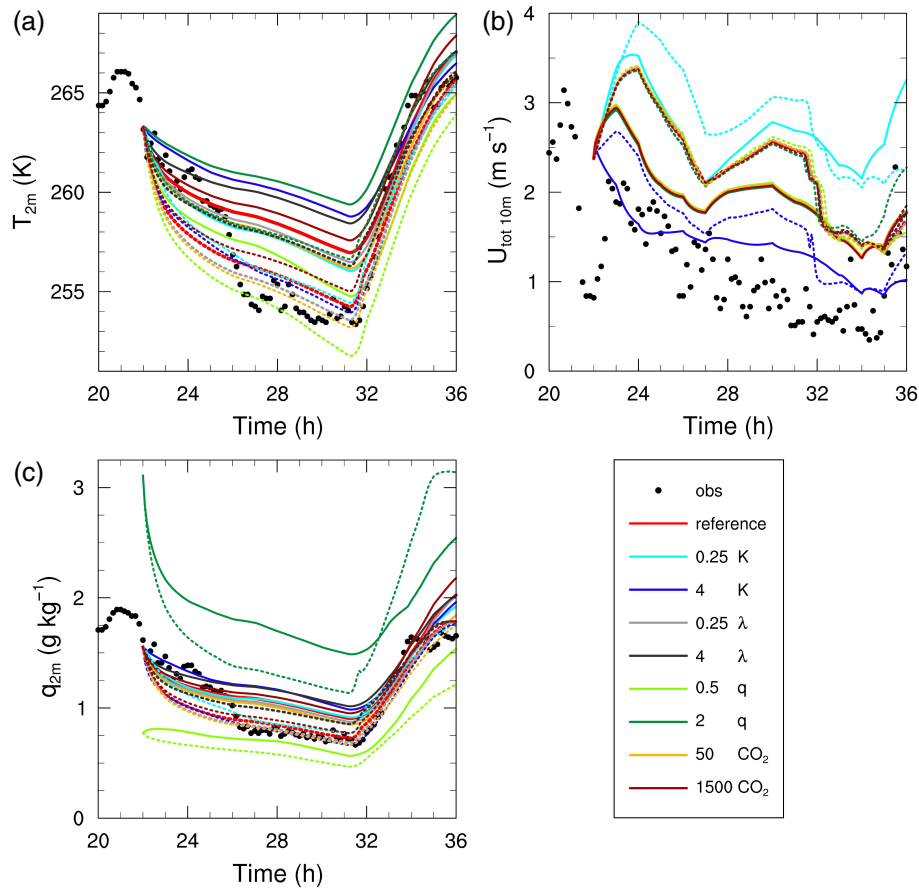 (a)
T2m (K)
265
260
255
20 24 28 32 36
Time (h)
(b)
Utot 10m (m s⁻¹)
4
3
2
1
0
20 24 28 32 36
Time (h)
(c)
q2m (g kg⁻¹)
3
2
1
0
20 24 28 32 36
Time (h)
obs
reference
0.25 K
4 K
0.25 λ
4 λ
0.5 q
2 q
50 CO₂
1500 CO₂